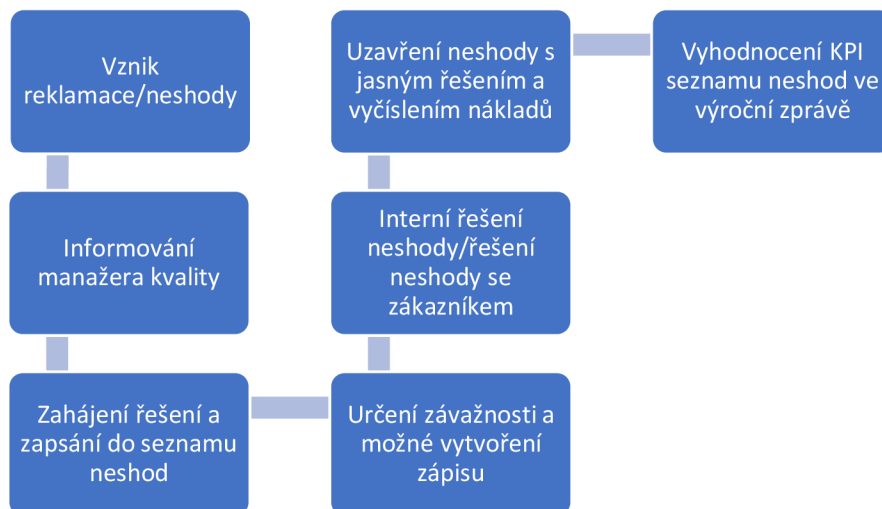 Vznik
reklamace/neshody
Informování
manažera kvality
Zahájení řešení a
zapsání do seznamu
neshod
Určení závažnosti a
možné vytvoření
zápisu
Interní řešení
neshody/řešení
neshody se
zákazníkem
Uzavření neshody s
jasným řešením a
vyčíslením nákladů
Vyhodnocení KPI
seznamu neshod ve
výroční zprávě